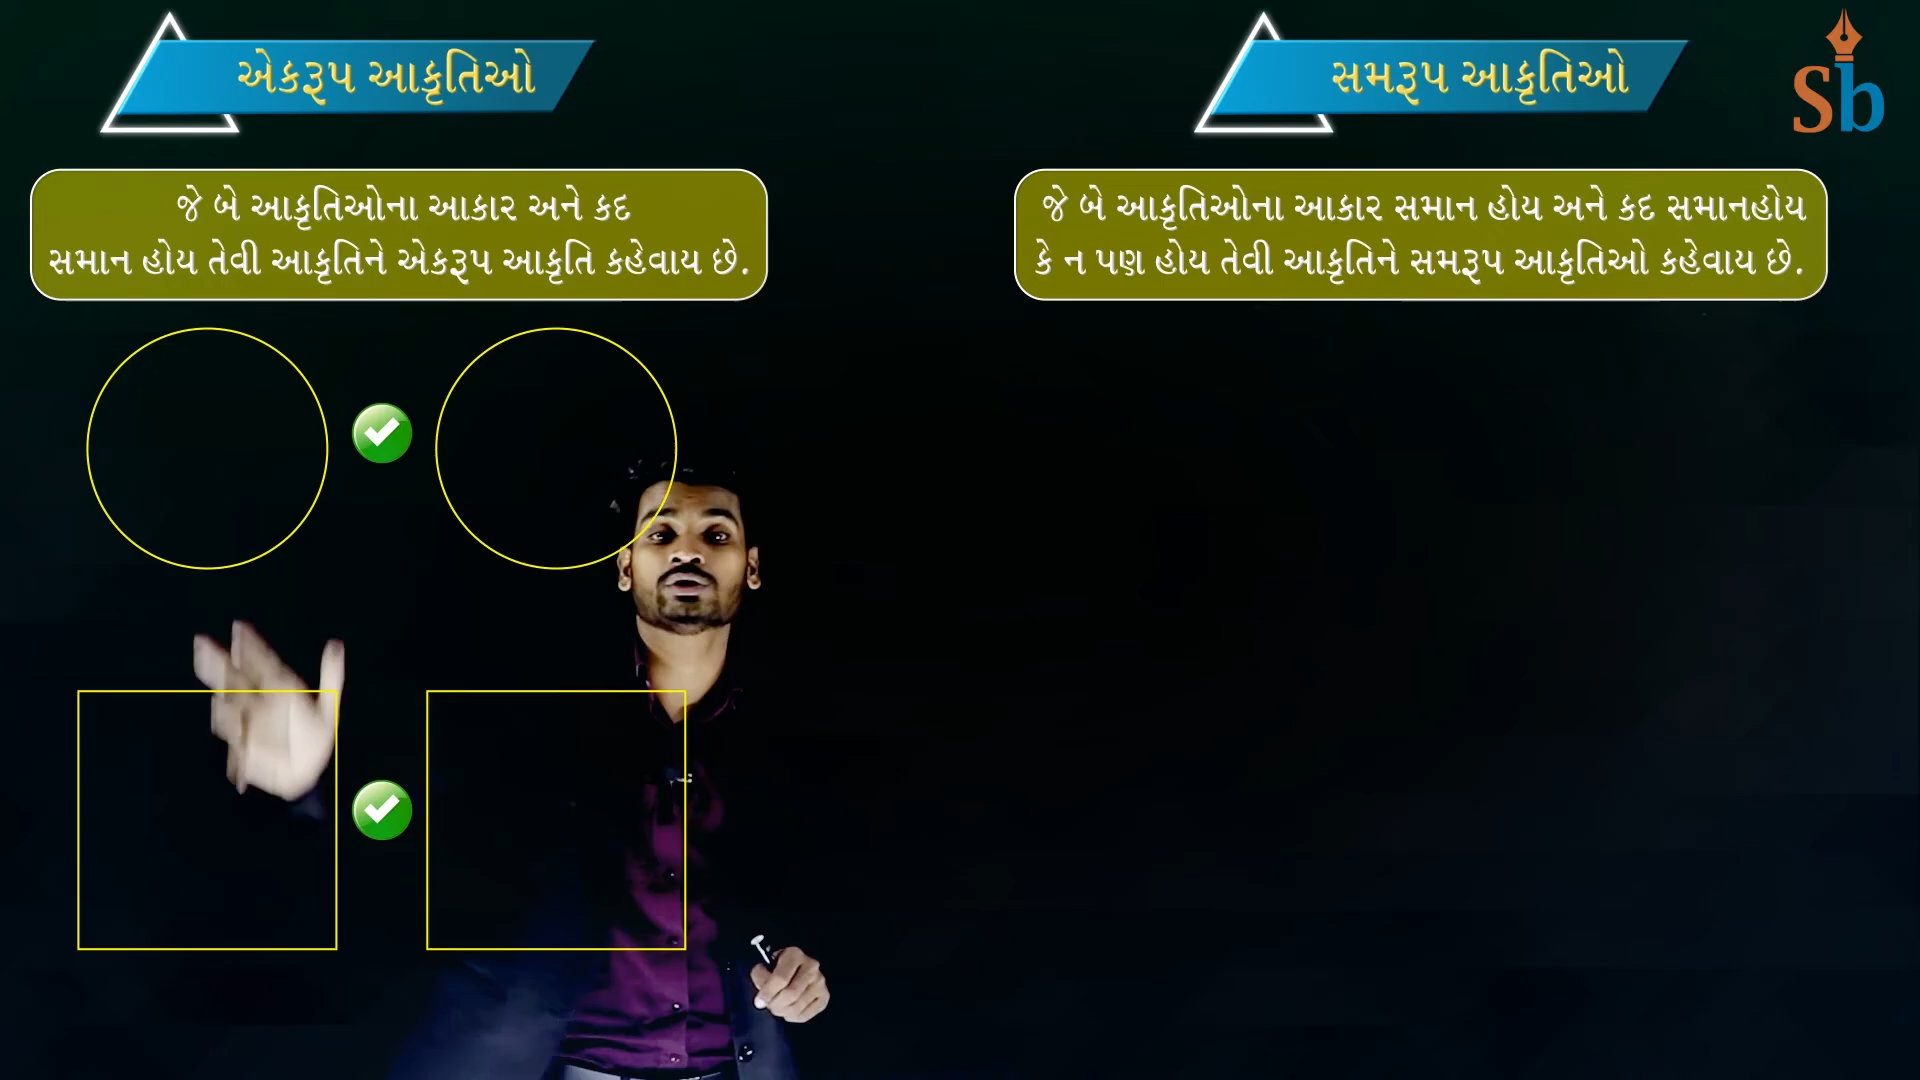 એકરૂપ આકૃતિઓ
જે બે આકૃતિઓના આકાર અને કદ
સમાન હોય તેવી આકૃતિને એકરૂપ આકૃતિ કહેવાય છે.
સમરૂપ આકૃતિઓ
જે બે આકૃતિઓના આકાર સમાન હોય અને કદ સમાનહોય
કે ન પણ હોય તેવી આકૃતિને સમરૂપ આકૃતિઓ કહેવાય છે.
Sb